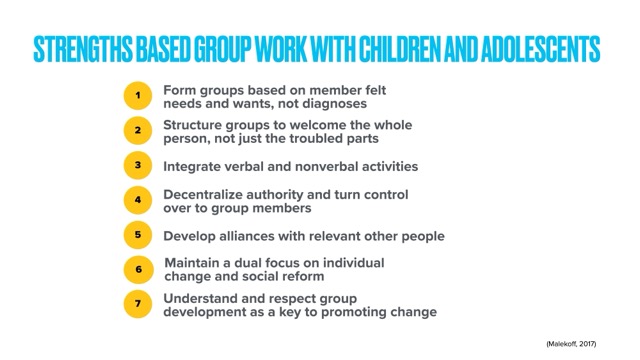 STRENGTHS BASED GROUP WORK WITH CHILDREN AND ADOLESCENTS
1 Form groups based on member felt
needs and wants, not diagnoses
2 Structure groups to welcome the whole
person, not just the troubled parts
3 Integrate verbal and nonverbal activities
4 Decentralize authority and turn control
over to group members
5 Develop alliances with relevant other people
6 Maintain a dual focus on individual
change and social reform
7 Understand and respect group
development as a key to promoting change
(Malekoff, 2017)